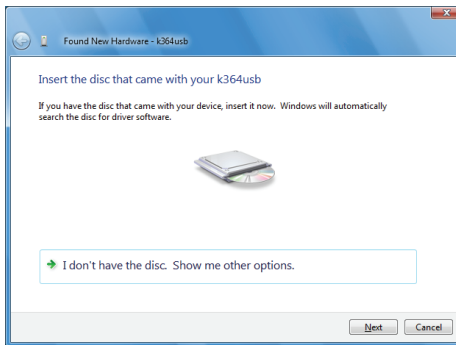 Found New Hardware - k364usb
Insert the disc that came with your k364usb
If you have the disc that came with your device, insert it now.  Windows will automatically
search the disc for driver software.
I don't have the disc.  Show me other options.
Next
Cancel